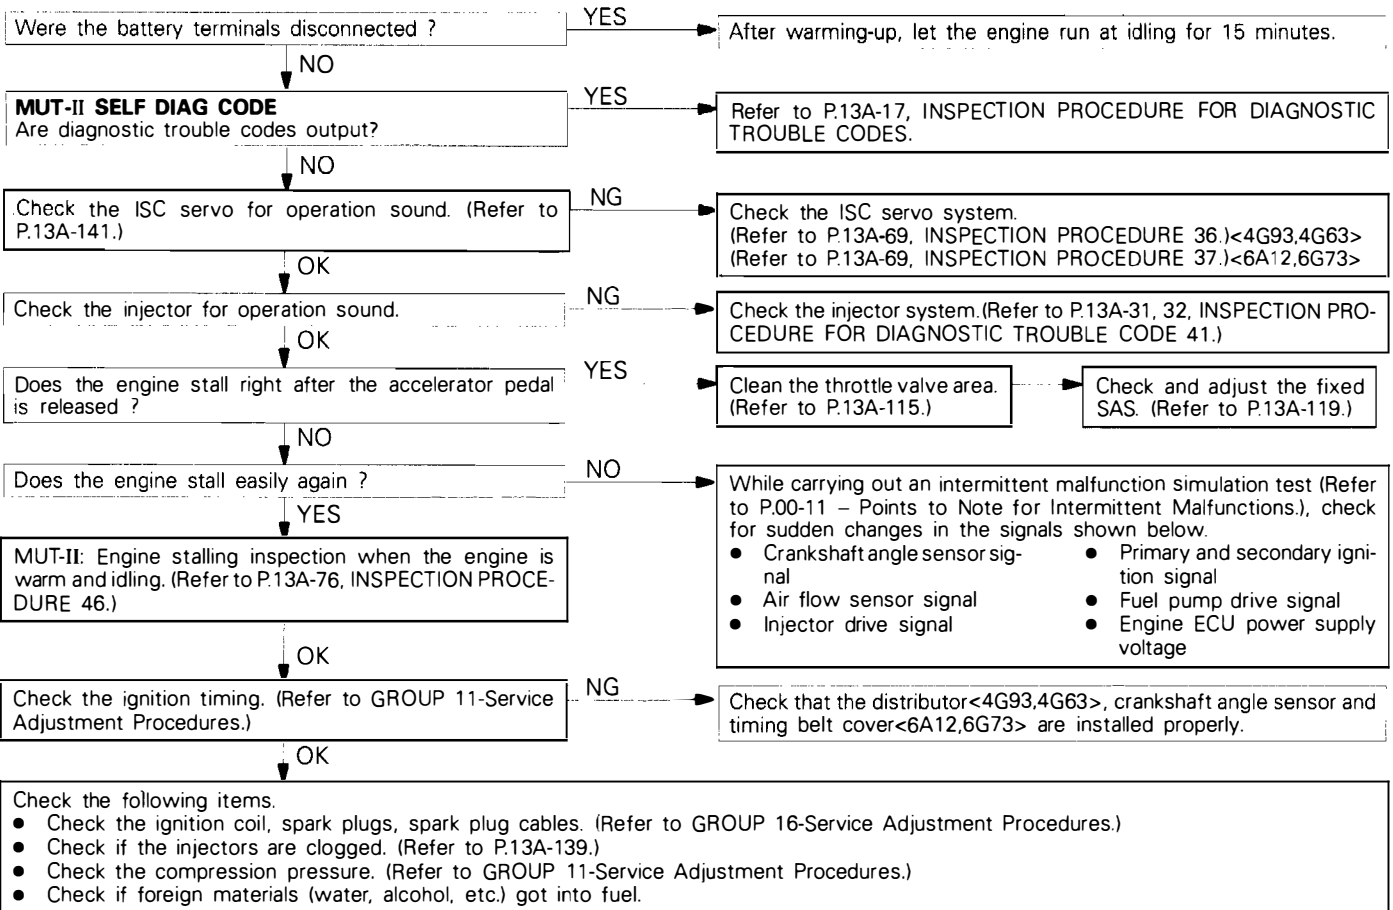 Were the battery terminals disconnected ?
YES
After warming-up, let the engine run at idling for 15 minutes.
NO
MUT-II SELF DIAG CODE
Are diagnostic trouble codes output?
YES
Refer to P.13A-17, INSPECTION PROCEDURE FOR DIAGNOSTIC
TROUBLE CODES.
NO
Check the ISC servo for operation sound. (Refer to
P.13A-141.)
NG
Check the ISC servo system.
(Refer to P.13A-69, INSPECTION PROCEDURE 36.)<4G93,4G63>
(Refer to P.13A-69, INSPECTION PROCEDURE 37.)<6A12,6G73>
OK
Check the injector for operation sound.
NG
Check the injector system.(Refer to P.13A-31, 32, INSPECTION PRO-
CEDURE FOR DIAGNOSTIC TROUBLE CODE 41.)
OK
Does the engine stall right after the accelerator pedal
is released ?
YES
Clean the throttle valve area.
(Refer to P.13A-115.)
Check and adjust the fixed
SAS. (Refer to P.13A-119.)
NO
Does the engine stall easily again ?
NO
While carrying out an intermittent malfunction simulation test (Refer
to P.00-11 – Points to Note for Intermittent Malfunctions.), check
for sudden changes in the signals shown below.
● Crankshaft angle sensor sig-
nal
● Air flow sensor signal
● Injector drive signal
● Primary and secondary igni-
tion signal
● Fuel pump drive signal
● Engine ECU power supply
voltage
YES
MUT-II: Engine stalling inspection when the engine is
warm and idling. (Refer to P.13A-76, INSPECTION PROCE-
DURE 46.)
OK
Check the ignition timing. (Refer to GROUP 11-Service
Adjustment Procedures.)
NG
Check that the distributor<4G93,4G63>, crankshaft angle sensor and
timing belt cover<6A12,6G73> are installed properly.
OK
Check the following items.
● Check the ignition coil, spark plugs, spark plug cables. (Refer to GROUP 16-Service Adjustment Procedures.)
● Check if the injectors are clogged. (Refer to P.13A-139.)
● Check the compression pressure. (Refer to GROUP 11-Service Adjustment Procedures.)
● Check if foreign materials (water, alcohol, etc.) got into fuel.